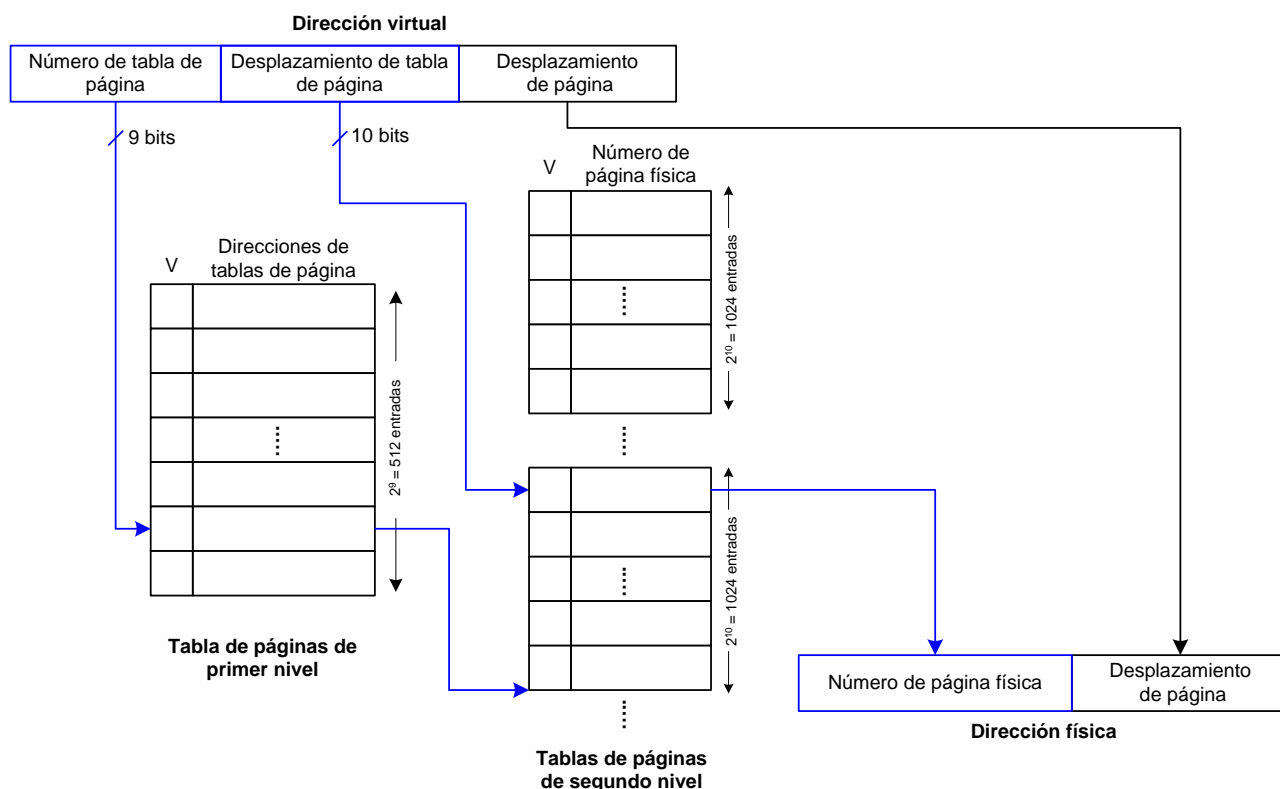 Dirección virtual
Número de tabla de
página
Desplazamiento de tabla
de página
Desplazamiento
de página
9 bits
10 bits
V
Número de
página física
2¹⁰ = 1024 entradas
V
Direcciones de
tablas de página
2⁹ = 512 entradas
2¹⁰ = 1024 entradas
Tabla de páginas de
primer nivel
Número de página física
Desplazamiento
de página
Dirección física
Tablas de páginas
de segundo nivel